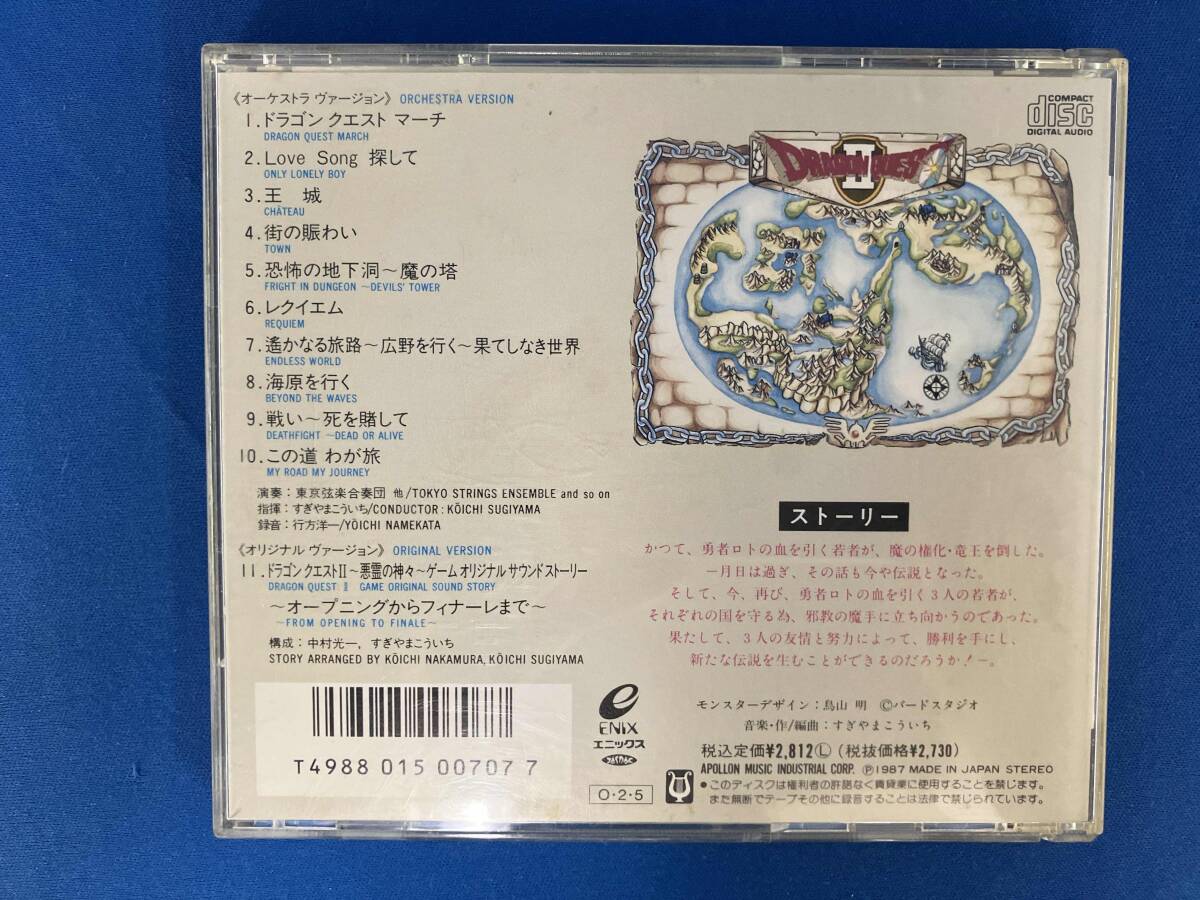 《オーケストラ ヴァージョン》 ORCHESTRA VERSION
1.ドラゴン クエスト マーチ
DRAGON QUEST MARCH
2.Love Song 探して
ONLY LONELY BOY
3.王 城
CHÂTEAU
4.街の賑わい
TOWN
5.恐怖の地下洞〜魔の塔
FRIGHT IN DUNGEON 〜DEVILS' TOWER
6.レクイエム
REQUIEM
7.遙かなる旅路〜広野を行く〜果てしなき世界
ENDLESS WORLD
8.海原を行く
BEYOND THE WAVES
9.戦い〜死を賭して
DEATHFIGHT 〜DEAD OR ALIVE
10.この道 わが旅
MY ROAD MY JOURNEY
演奏:東京弦楽合奏団 他/TOKYO STRINGS ENSEMBLE and so on
指揮:すぎやまこういち/CONDUCTOR:KŌICHI SUGIYAMA
録音:行方洋一/YŌICHI NAMEKATA
《オリジナル ヴァージョン》 ORIGINAL VERSION
11.ドラゴンクエストII〜悪霊の神々〜ゲームオリジナルサウンドストーリー
DRAGON QUEST II GAME ORIGINAL SOUND STORY
〜オープニングからフィナーレまで〜
〜FROM OPENING TO FINALE〜
構成:中村光一, すぎやまこういち
STORY ARRANGED BY KŌICHI NAKAMURA, KŌICHI SUGIYAMA
T4988 015 00707 7
ENIX
エニックス
0・2・5
COMPACT
disc
DIGITAL AUDIO
DRAGON QUEST
II
ストーリー
かつて、勇者ロトの血を引く若者が、魔の権化・竜王を倒した。
一月日は過ぎ、その話も今や伝説となった。
そして、今、再び、勇者ロトの血を引く3人の若者が、
それぞれの国を守る為、邪教の魔手に立ち向かうのであった。
果たして、3人の友情と努力によって、勝利を手にし、
新たな伝説を生むことができるのだろうか!一。
モンスターデザイン:鳥山 明 Ⓒバードスタジオ
音楽・作/編曲:すぎやまこういち
税込定価¥2,812Ⓛ(税抜価格¥2,730)
APOLLON MUSIC INDUSTRIAL CORP. Ⓟ1987 MADE IN JAPAN STEREO
●このディスクは権利者の許諾なく賃貸業に使用することを禁じます。
また無断でテープその他に録音することは法律で禁じられています。